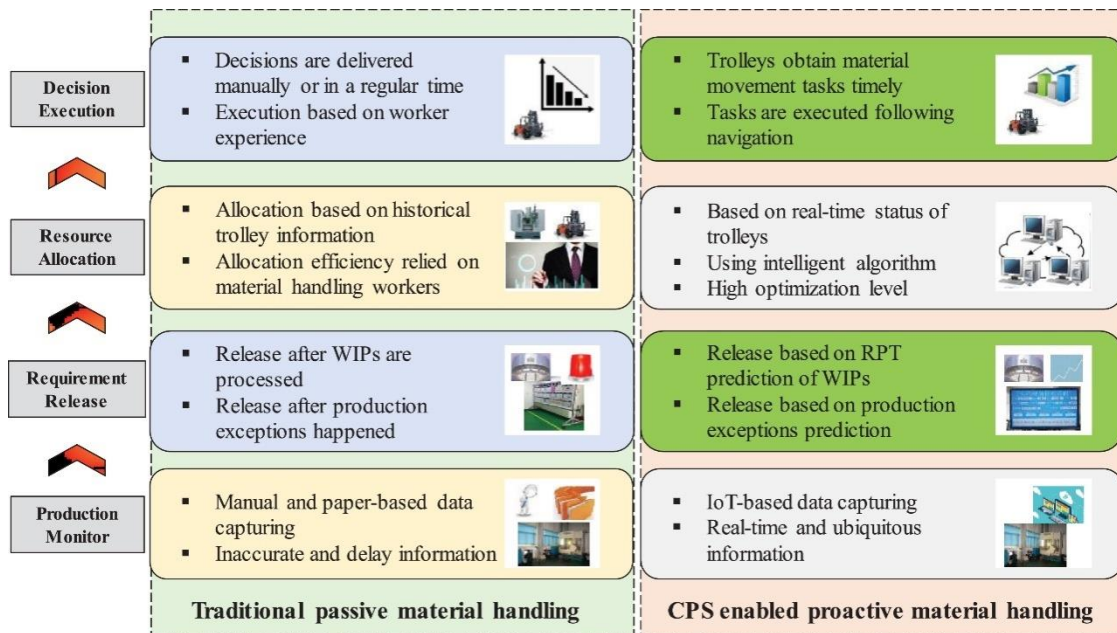 Decision
Execution
▪ Decisions are delivered
manually or in a regular time
▪ Execution based on worker
experience
▪ Trolleys obtain material
movement tasks timely
▪ Tasks are executed following
navigation
Resource
Allocation
▪ Allocation based on historical
trolley information
▪ Allocation efficiency relied on
material handling workers
▪ Based on real-time status of
trolleys
▪ Using intelligent algorithm
▪ High optimization level
Requirement
Release
▪ Release after WIPs are
processed
▪ Release after production
exceptions happened
▪ Release based on RPT
prediction of WIPs
▪ Release based on production
exceptions prediction
Production
Monitor
▪ Manual and paper-based data
capturing
▪ Inaccurate and delay information
▪ IoT-based data capturing
▪ Real-time and ubiquitous
information
Traditional passive material handling
CPS enabled proactive material handling